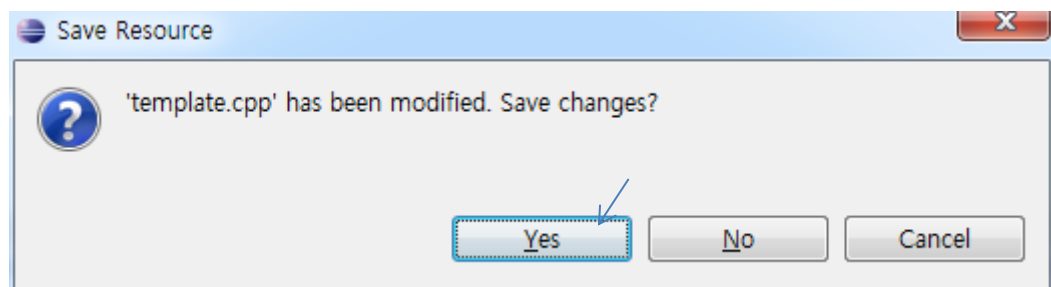 Save Resource
'template.cpp' has been modified. Save changes?
Yes
No
Cancel